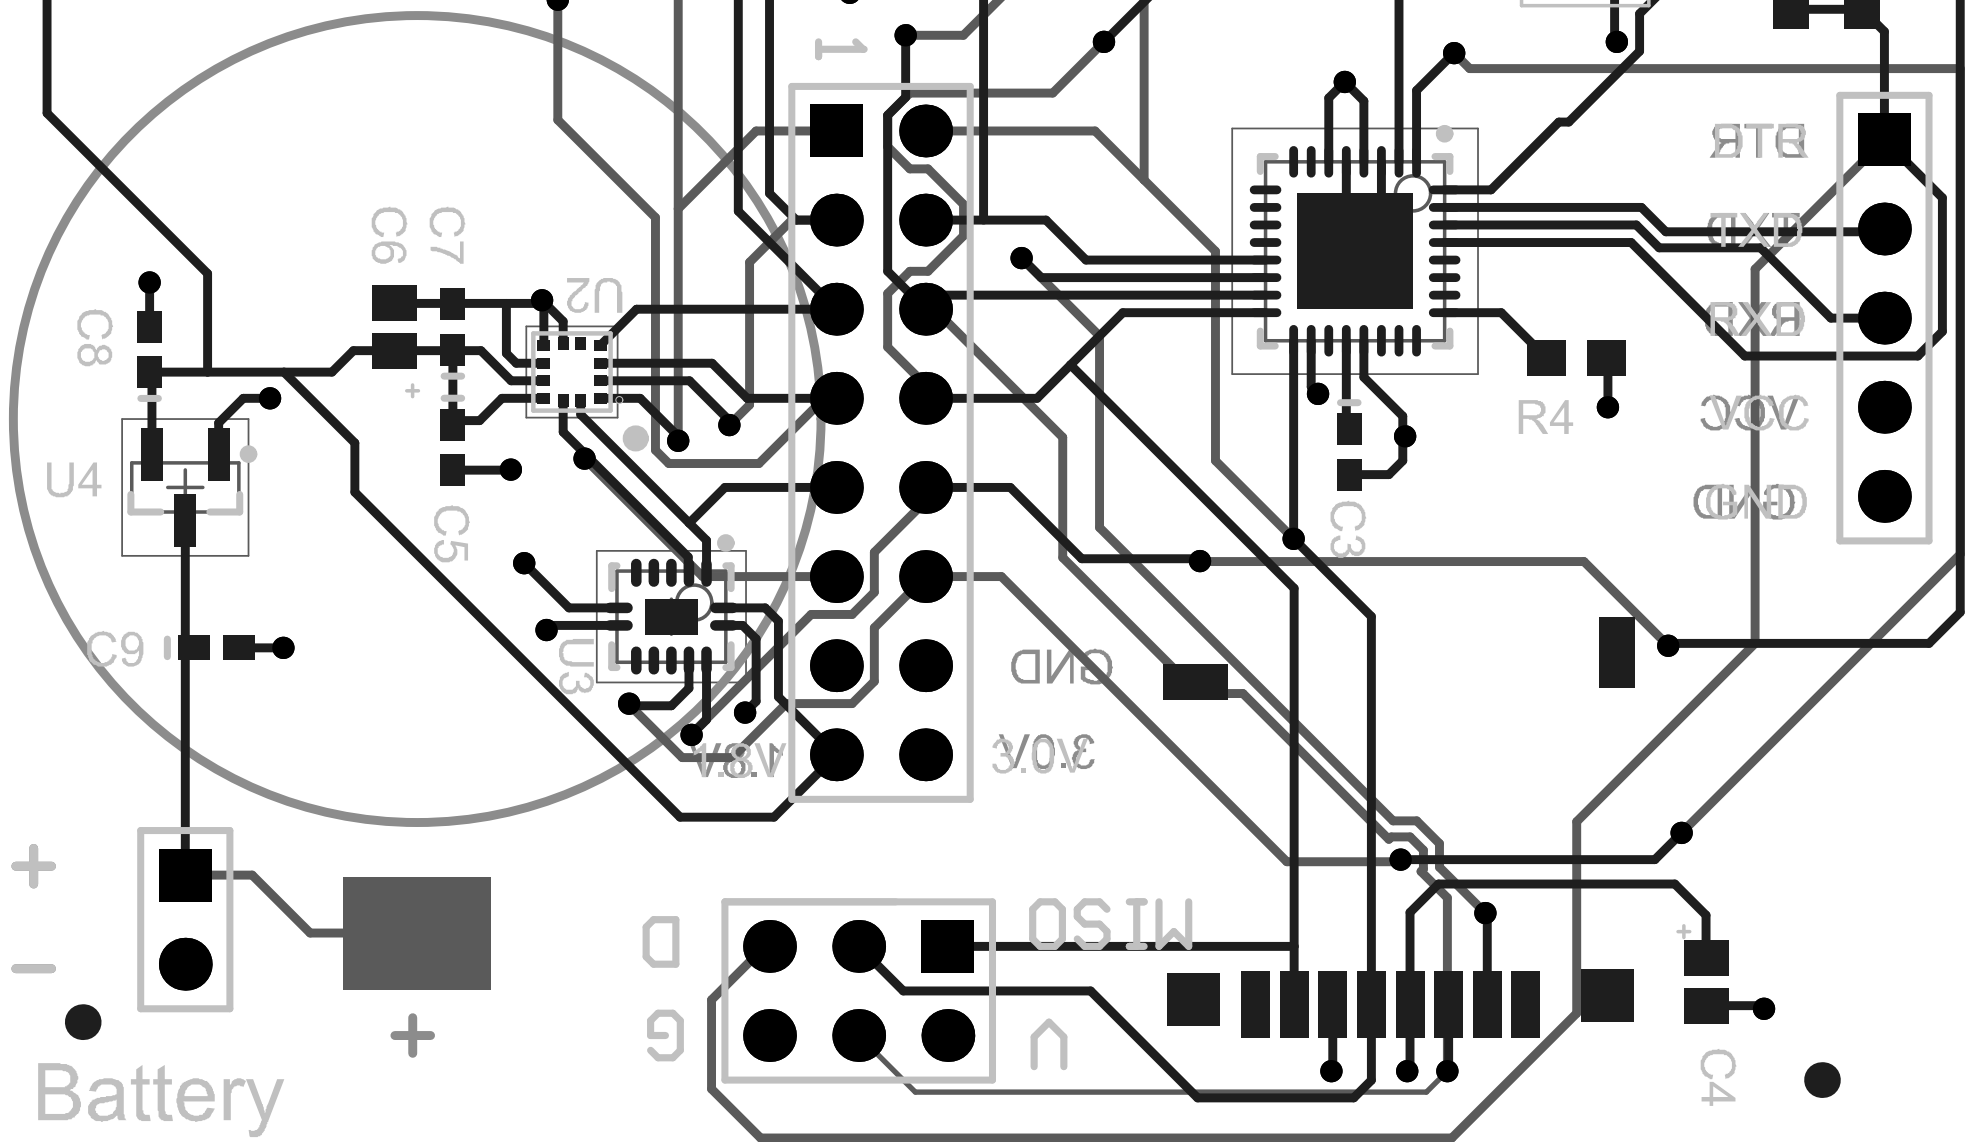 1
C6
C7
U2
C8
DTR
TXD
RXD
VCC
GND
R4
U4
C5
C3
C9
U3
GND
1.8V
3.0V
+
-
+
D
MISO
G
V
Battery
C4